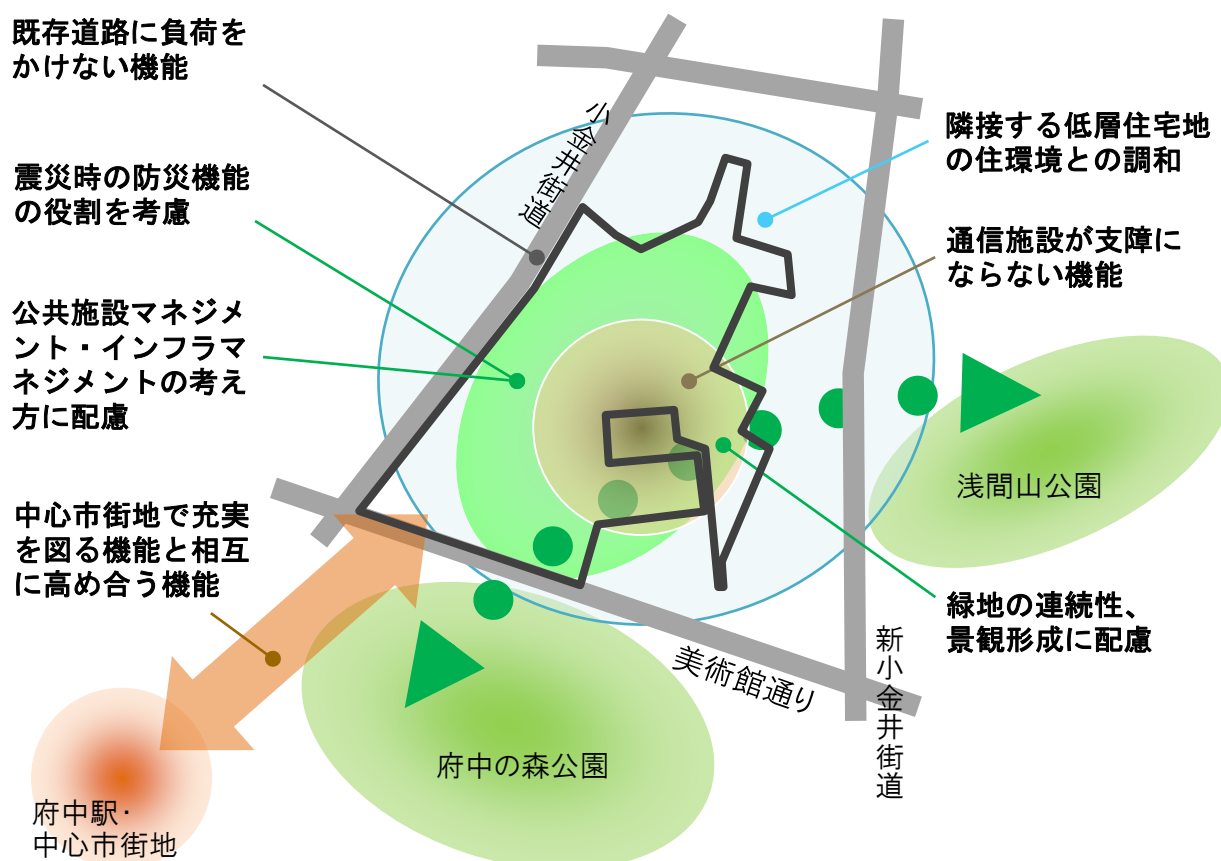 既存道路に負荷を
かけない機能
震災時の防災機能
の役割を考慮
公共施設マネジメ
ント・インフラマ
ネジメントの考え
方に配慮
中心市街地で充実
を図る機能と相互
に高め合う機能
小金井街道
隣接する低層住宅地
の住環境との調和
通信施設が支障に
ならない機能
浅間山公園
緑地の連続性、
景観形成に配慮
新小金井街道
美術館通り
府中の森公園
府中駅・
中心市街地